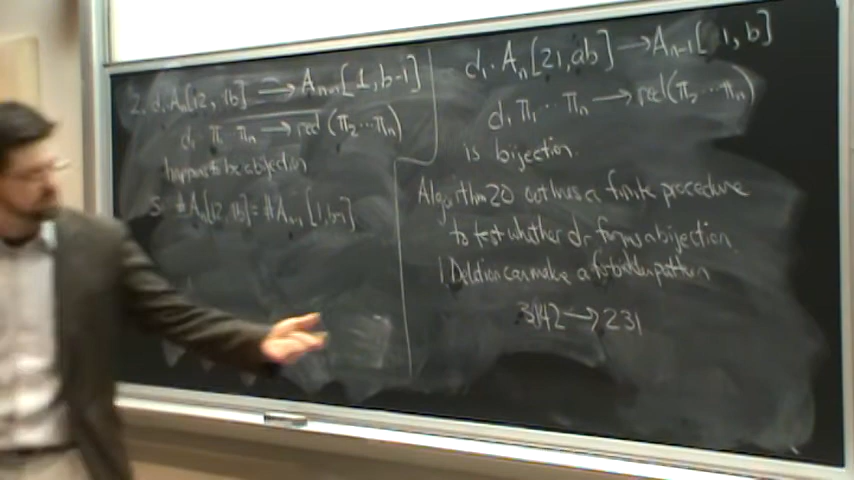 2. d₁ Aₙ[12, ab] → Aₙ₋₁[1, b-1]
d₁ π₁ πₙ → red(π₂⋯πₙ)
happens to be a bijection
So #Aₙ[12, ab] = #Aₙ₋₁[1, b-1]
d₁ · Aₙ[21, ab] → Aₙ₋₁[1, b]
d₁ π₁⋯πₙ → red(π₂⋯πₙ)
is bijection.
Algorithm 20 outlines a finite procedure
to test whether dᵣ forms a bijection.
1 Deletion can make a forbidden pattern
3142 → 231